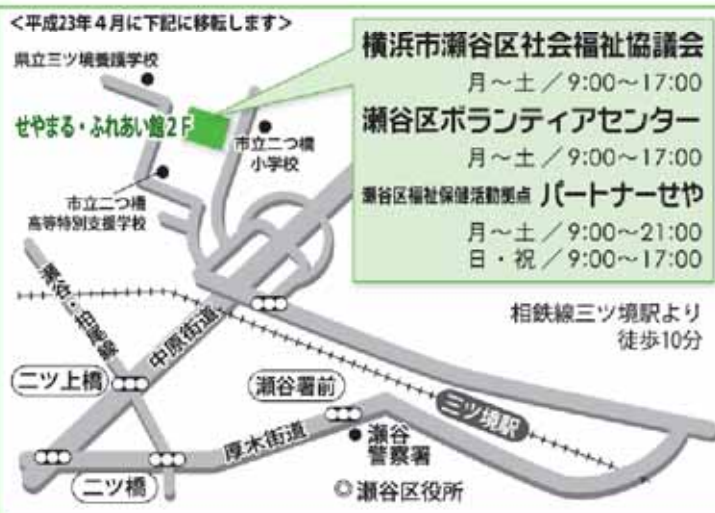 ＜平成23年４月に下記に移転します＞
県立三ツ境養護学校
せやまる・ふれあい館２Ｆ
市立二つ橋
小学校
市立二つ橋
高等特別支援学校
横浜市瀬谷区社会福祉協議会
月～土／9:00～17:00
瀬谷区ボランティアセンター
月～土／9:00～17:00
瀬谷区福祉保健活動拠点 パートナーせや
月～土／9:00～21:00
日・祝／9:00～17:00
相鉄線三ツ境駅より
徒歩10分
瀬谷・柏尾線
中原街道
二ツ上橋
瀬谷署前
三ツ境駅
厚木街道
瀬谷
警察署
二ツ橋
◎瀬谷区役所